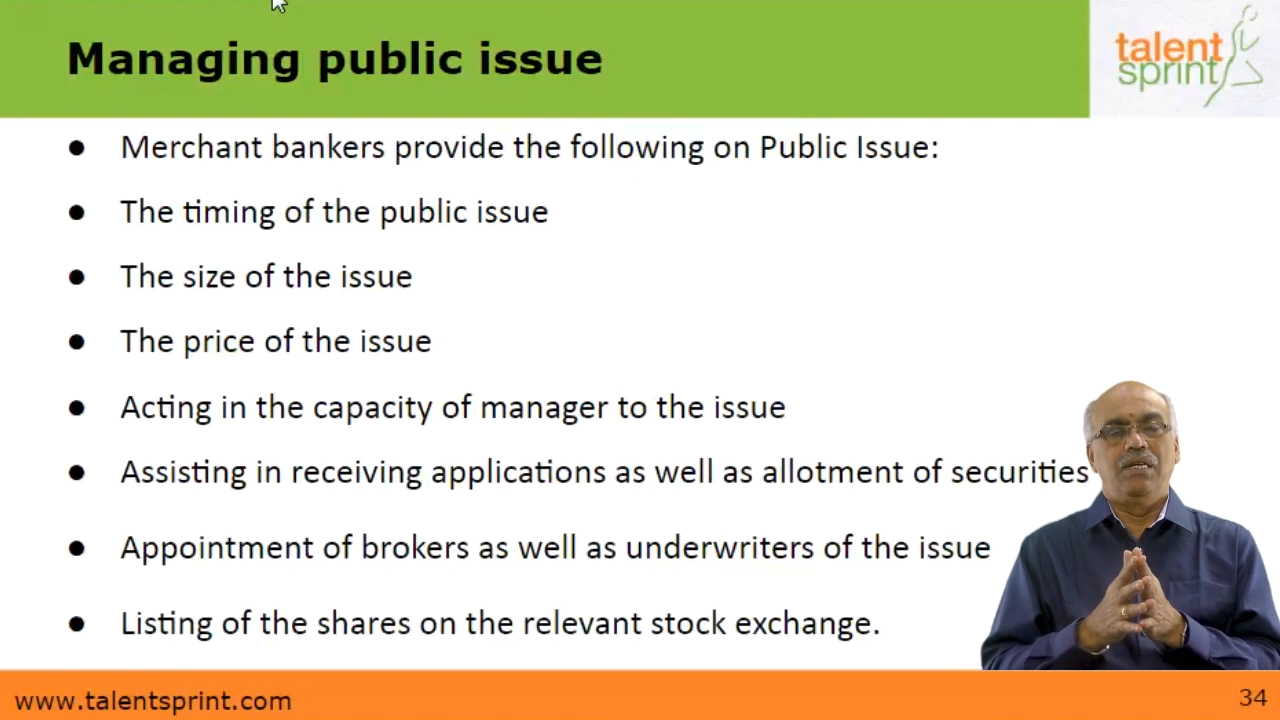 Managing public issue
talent
sprint
● Merchant bankers provide the following on Public Issue:
● The timing of the public issue
● The size of the issue
● The price of the issue
● Acting in the capacity of manager to the issue
● Assisting in receiving applications as well as allotment of securities
● Appointment of brokers as well as underwriters of the issue
● Listing of the shares on the relevant stock exchange.
www.talentsprint.com
34